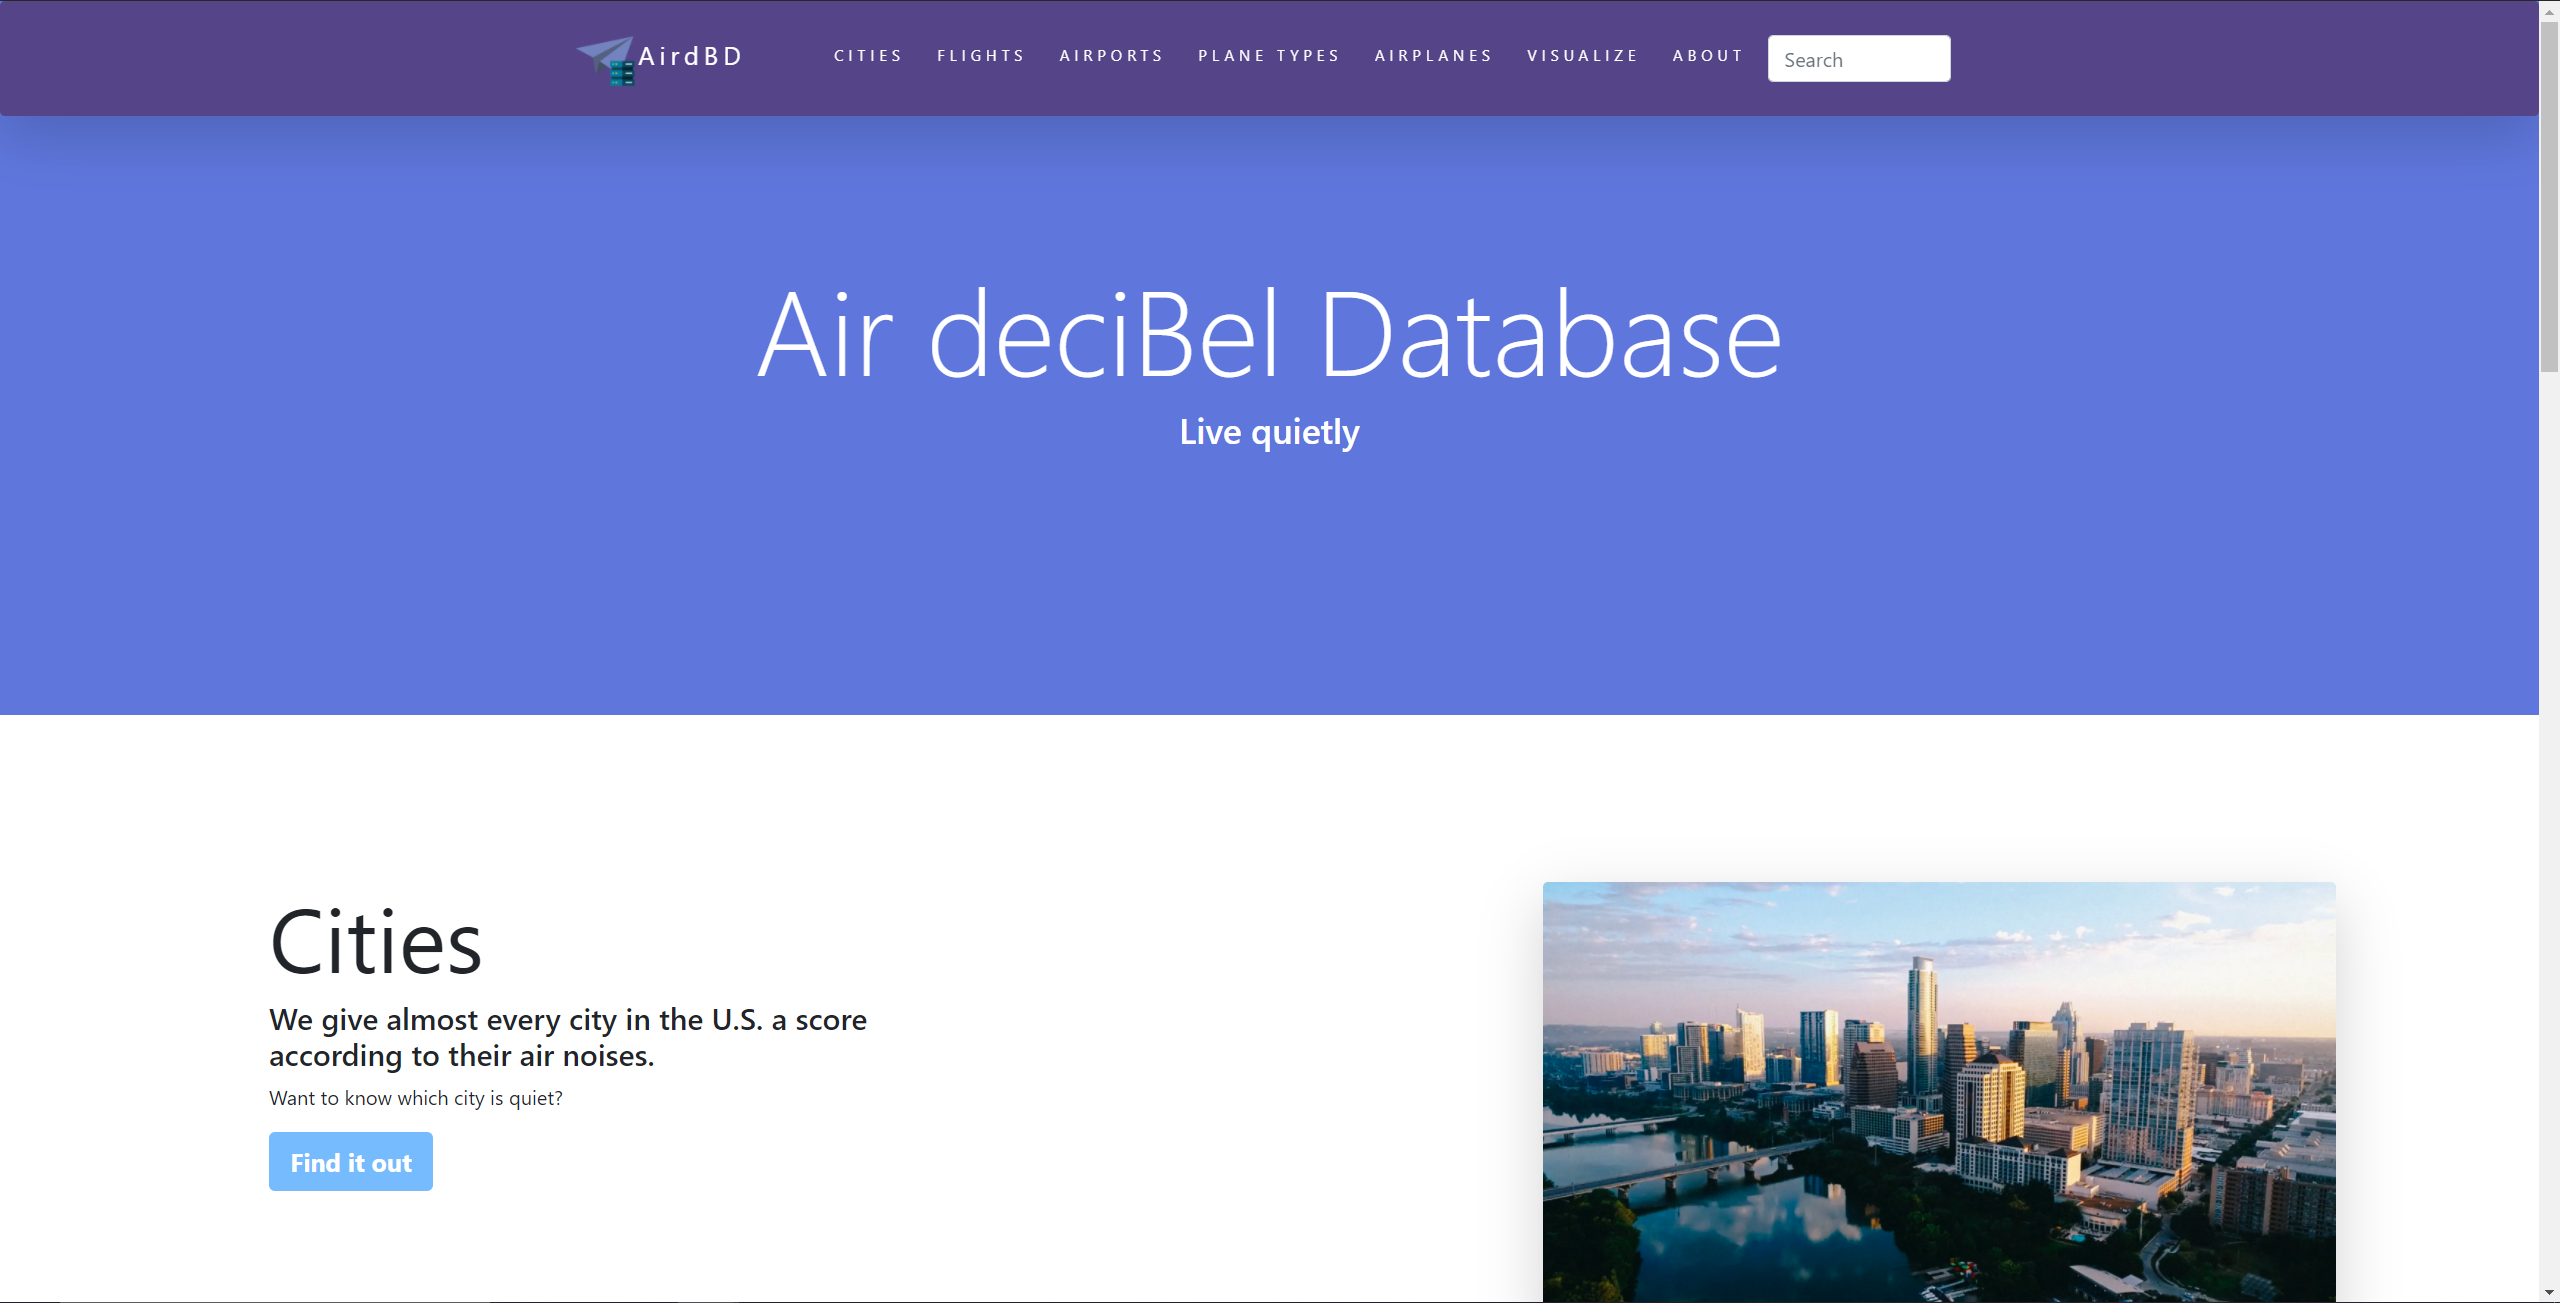 AirdBD
CITIES FLIGHTS AIRPORTS PLANE TYPES AIRPLANES VISUALIZE ABOUT Search
Air deciBel Database
Live quietly
Cities
We give almost every city in the U.S. a score
according to their air noises.
Want to know which city is quiet?
Find it out